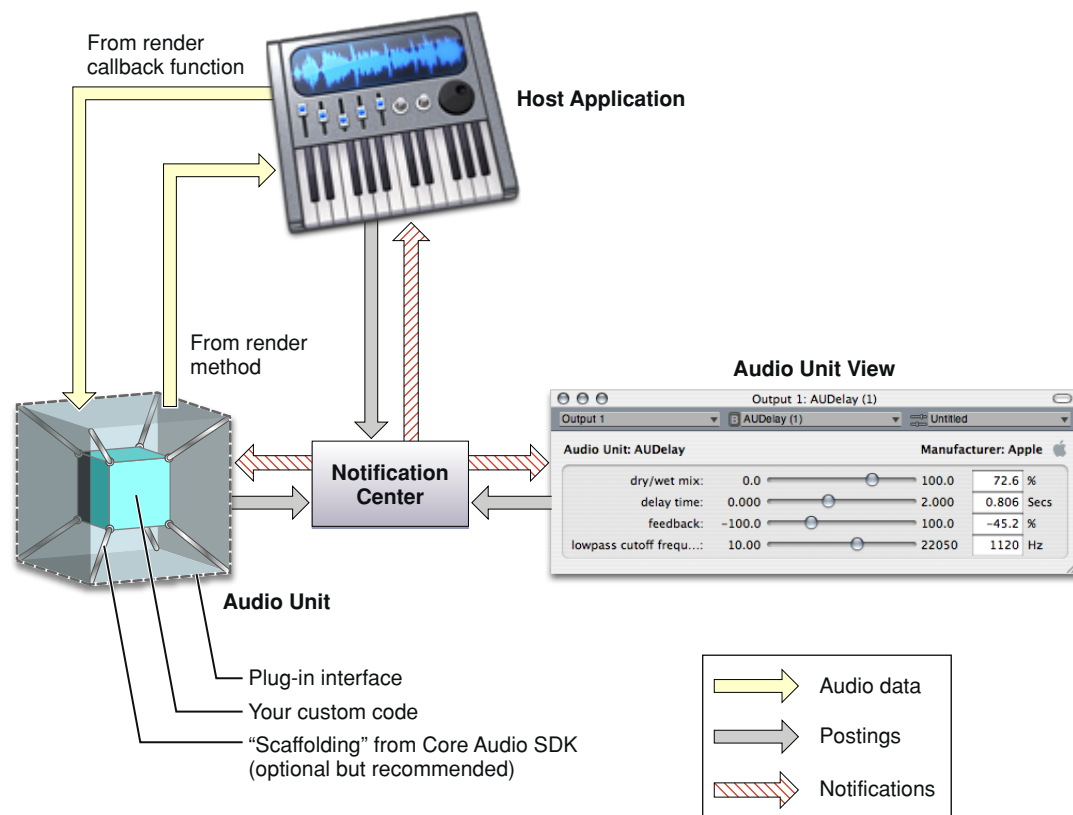 From render
callback function
Host Application
From render
method
Audio Unit View
Output 1: AUDelay (1)
Output 1
B AUDelay (1)
Untitled
Audio Unit: AUDelay
Manufacturer: Apple
dry/wet mix: 0.0 100.0 72.6 %
delay time: 0.000 2.000 0.806 Secs
feedback: -100.0 100.0 -45.2 %
lowpass cutoff frequ...: 10.00 22050 1120 Hz
Notification
Center
Audio Unit
Plug-in interface
Your custom code
“Scaffolding” from Core Audio SDK
(optional but recommended)
Audio data
Postings
Notifications